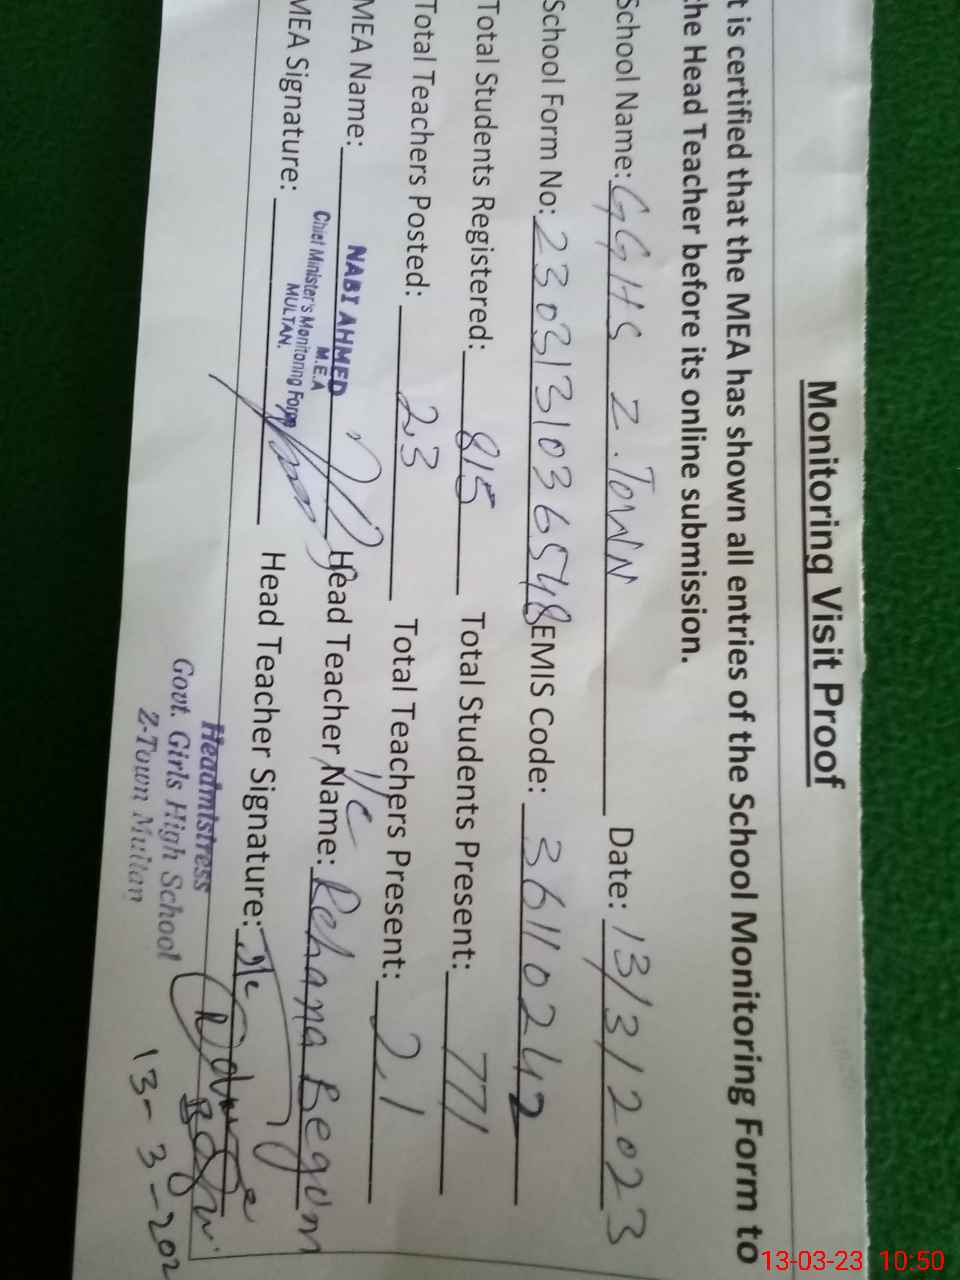 Monitoring Visit Proof
t is certified that the MEA has shown all entries of the School Monitoring Form to
he Head Teacher before its online submission.
School Name: GGHS Z.TOWN Date: 13/3/2023
School Form No: 2303131036548 EMIS Code: 36110242
Total Students Registered: 815 Total Students Present: 771
Total Teachers Posted: 23 Total Teachers Present: 21
MEA Name: NABI AHMED Head Teacher Name: I/C Rehana Begum
M.E.A
Chief Minister's Monitoring Force
MULTAN.
MEA Signature: Head Teacher Signature:
Headmistress
Govt. Girls High School
Z-Town Multan
13-3-202
13-03-23 10:50